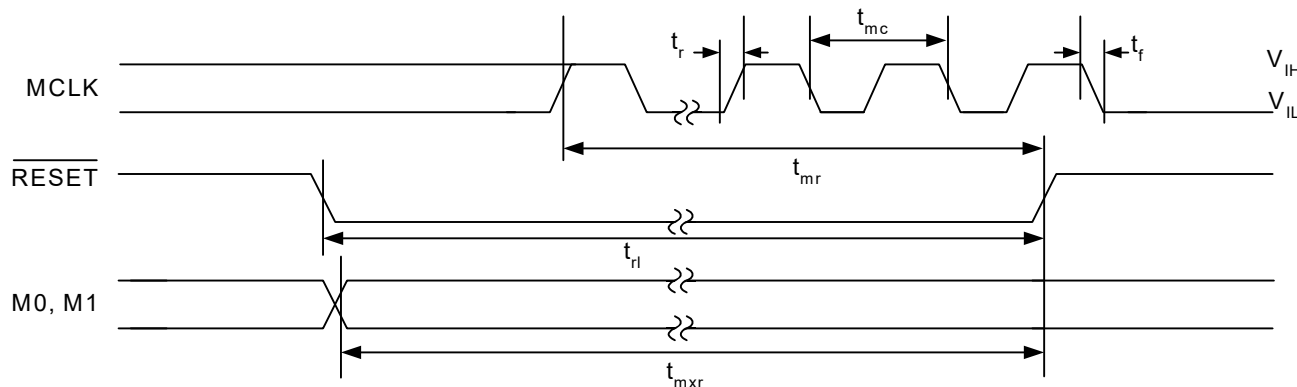 t_mc
t_r
t_f
V_IH
MCLK
V_IL
RESET
t_mr
t_rl
M0, M1
t_mxr